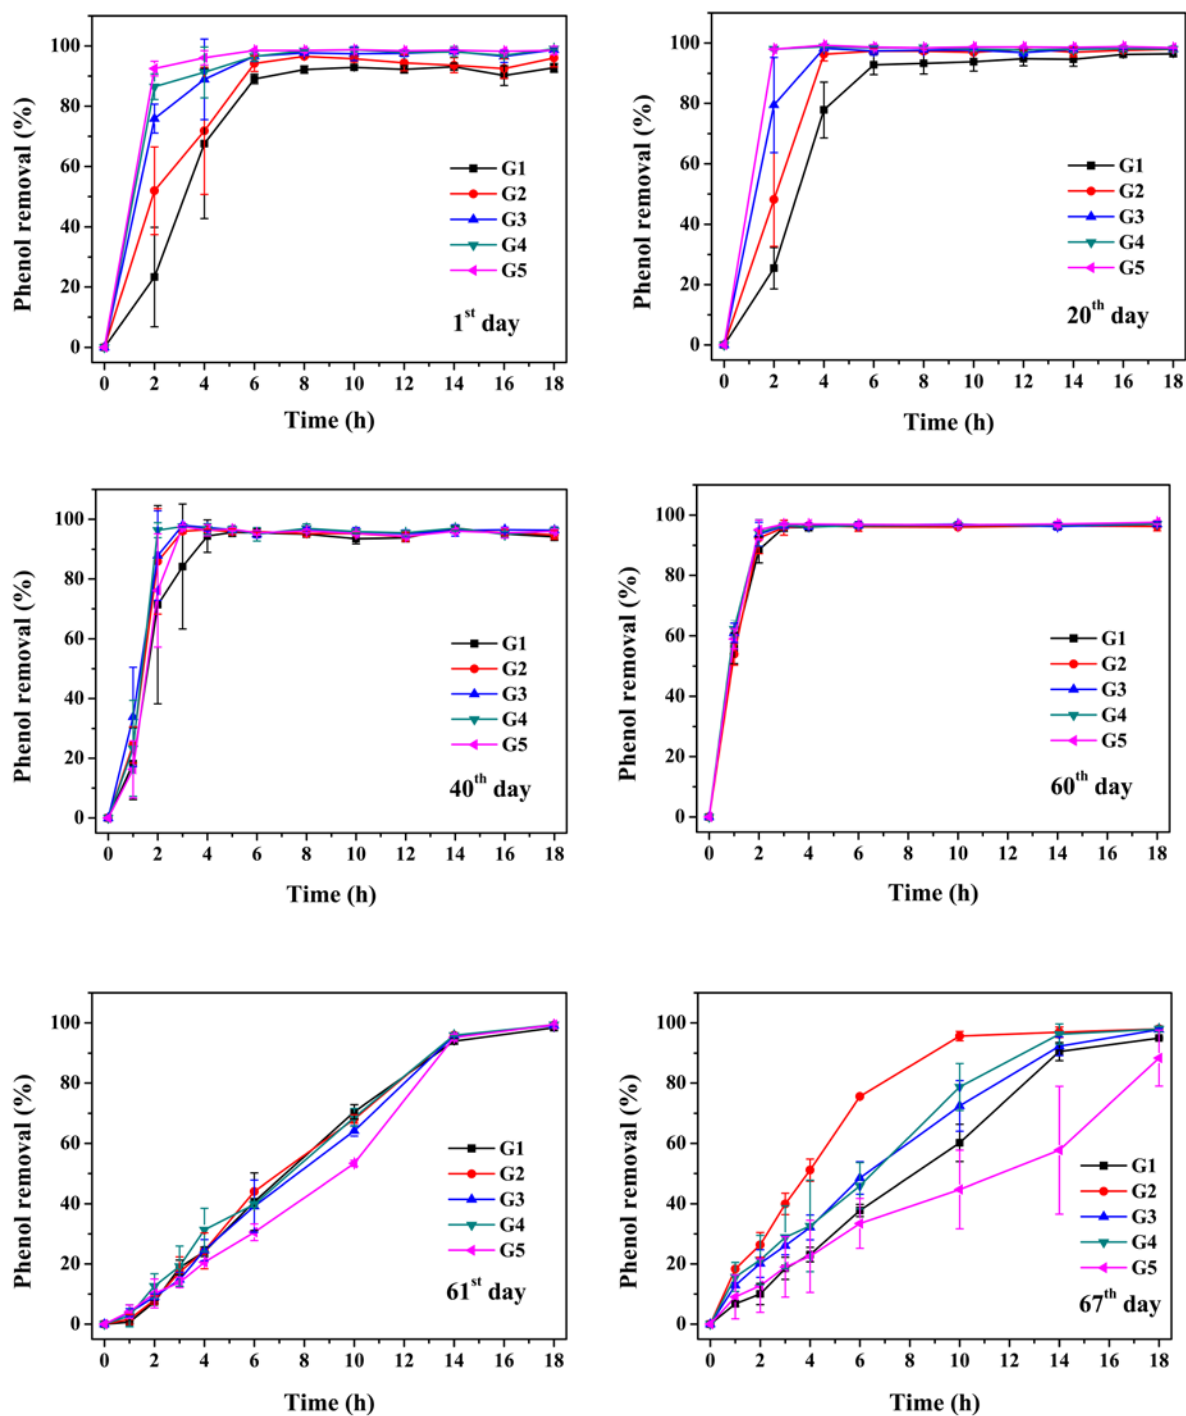 Phenol removal (%)
100
80
60
40
20
0
G1
G2
G3
G4
G5
1st day
0 2 4 6 8 10 12 14 16 18
Time (h)
Phenol removal (%)
100
80
60
40
20
0
G1
G2
G3
G4
G5
20th day
0 2 4 6 8 10 12 14 16 18
Time (h)
Phenol removal (%)
100
80
60
40
20
0
G1
G2
G3
G4
G5
40th day
0 2 4 6 8 10 12 14 16 18
Time (h)
Phenol removal (%)
100
80
60
40
20
0
G1
G2
G3
G4
G5
60th day
0 2 4 6 8 10 12 14 16 18
Time (h)
Phenol removal (%)
100
80
60
40
20
0
G1
G2
G3
G4
G5
61st day
0 2 4 6 8 10 12 14 16 18
Time (h)
Phenol removal (%)
100
80
60
40
20
0
G1
G2
G3
G4
G5
67th day
0 2 4 6 8 10 12 14 16 18
Time (h)